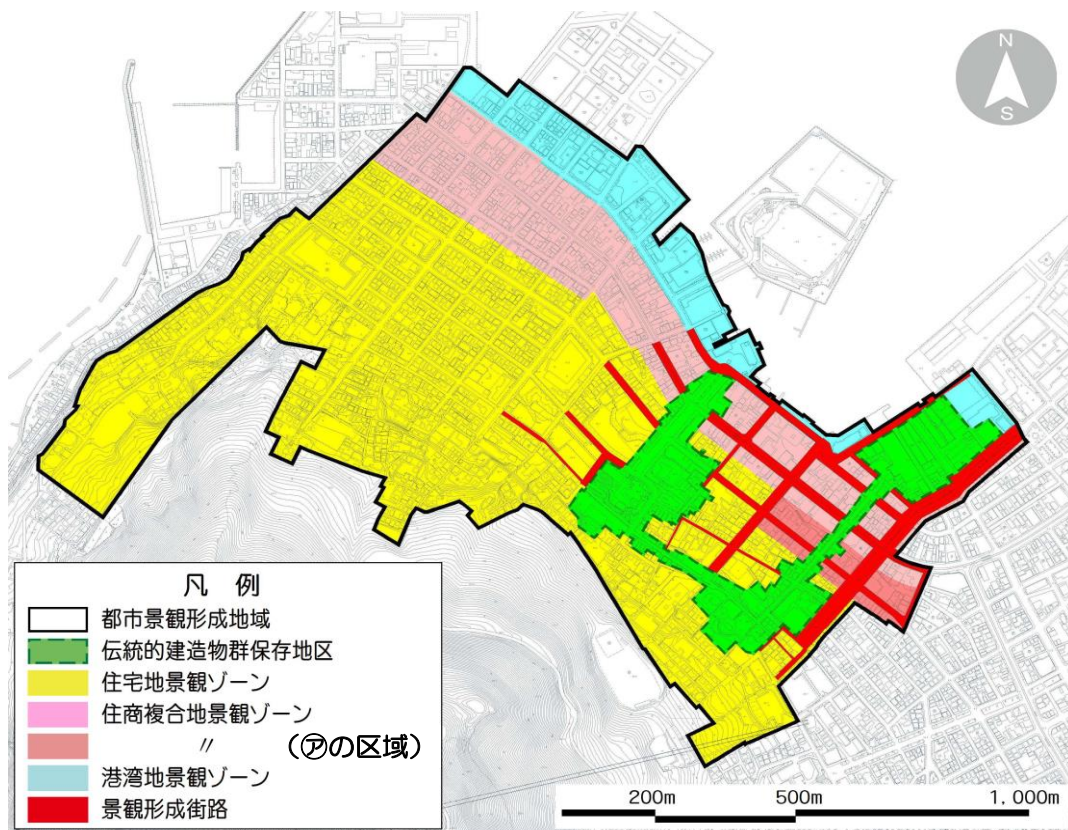 N
S
凡 例
都市景観形成地域
伝統的建造物群保存地区
住宅地景観ゾーン
住商複合地景観ゾーン
〃 （㋐の区域）
港湾地景観ゾーン
景観形成街路
200m 500m 1,000m